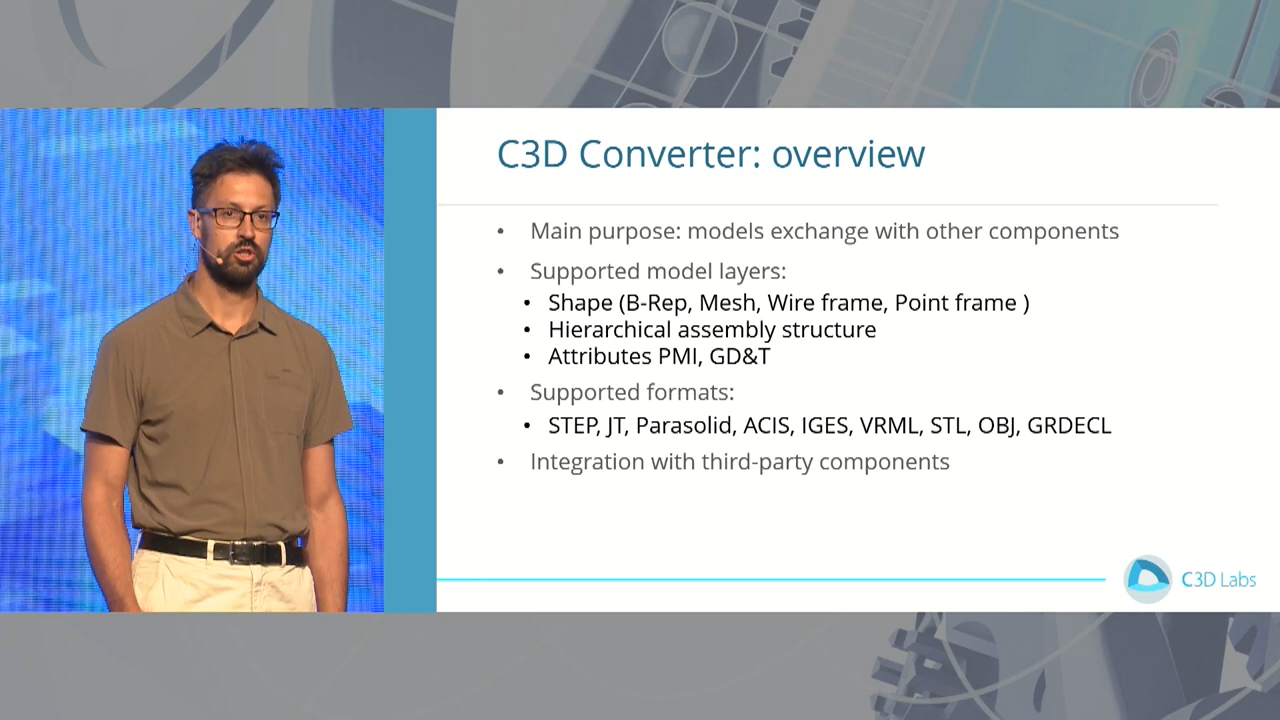 C3D Converter: overview
• Main purpose: models exchange with other components
• Supported model layers:
• Shape (B-Rep, Mesh, Wire frame, Point frame )
• Hierarchical assembly structure
• Attributes PMI, GD&T
• Supported formats:
• STEP, JT, Parasolid, ACIS, IGES, VRML, STL, OBJ, GRDECL
• Integration with third-party components
C3D Labs